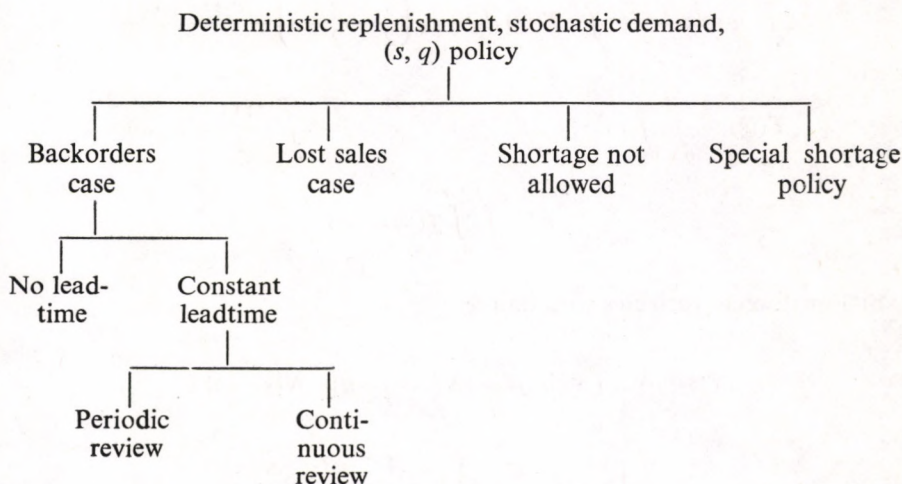 Deterministic replenishment, stochastic demand,
(s, q) policy
Backorders
case
Lost sales
case
Shortage not
allowed
Special shortage
policy
No lead-
time
Constant
leadtime
Periodic
review
Conti-
nuous
review